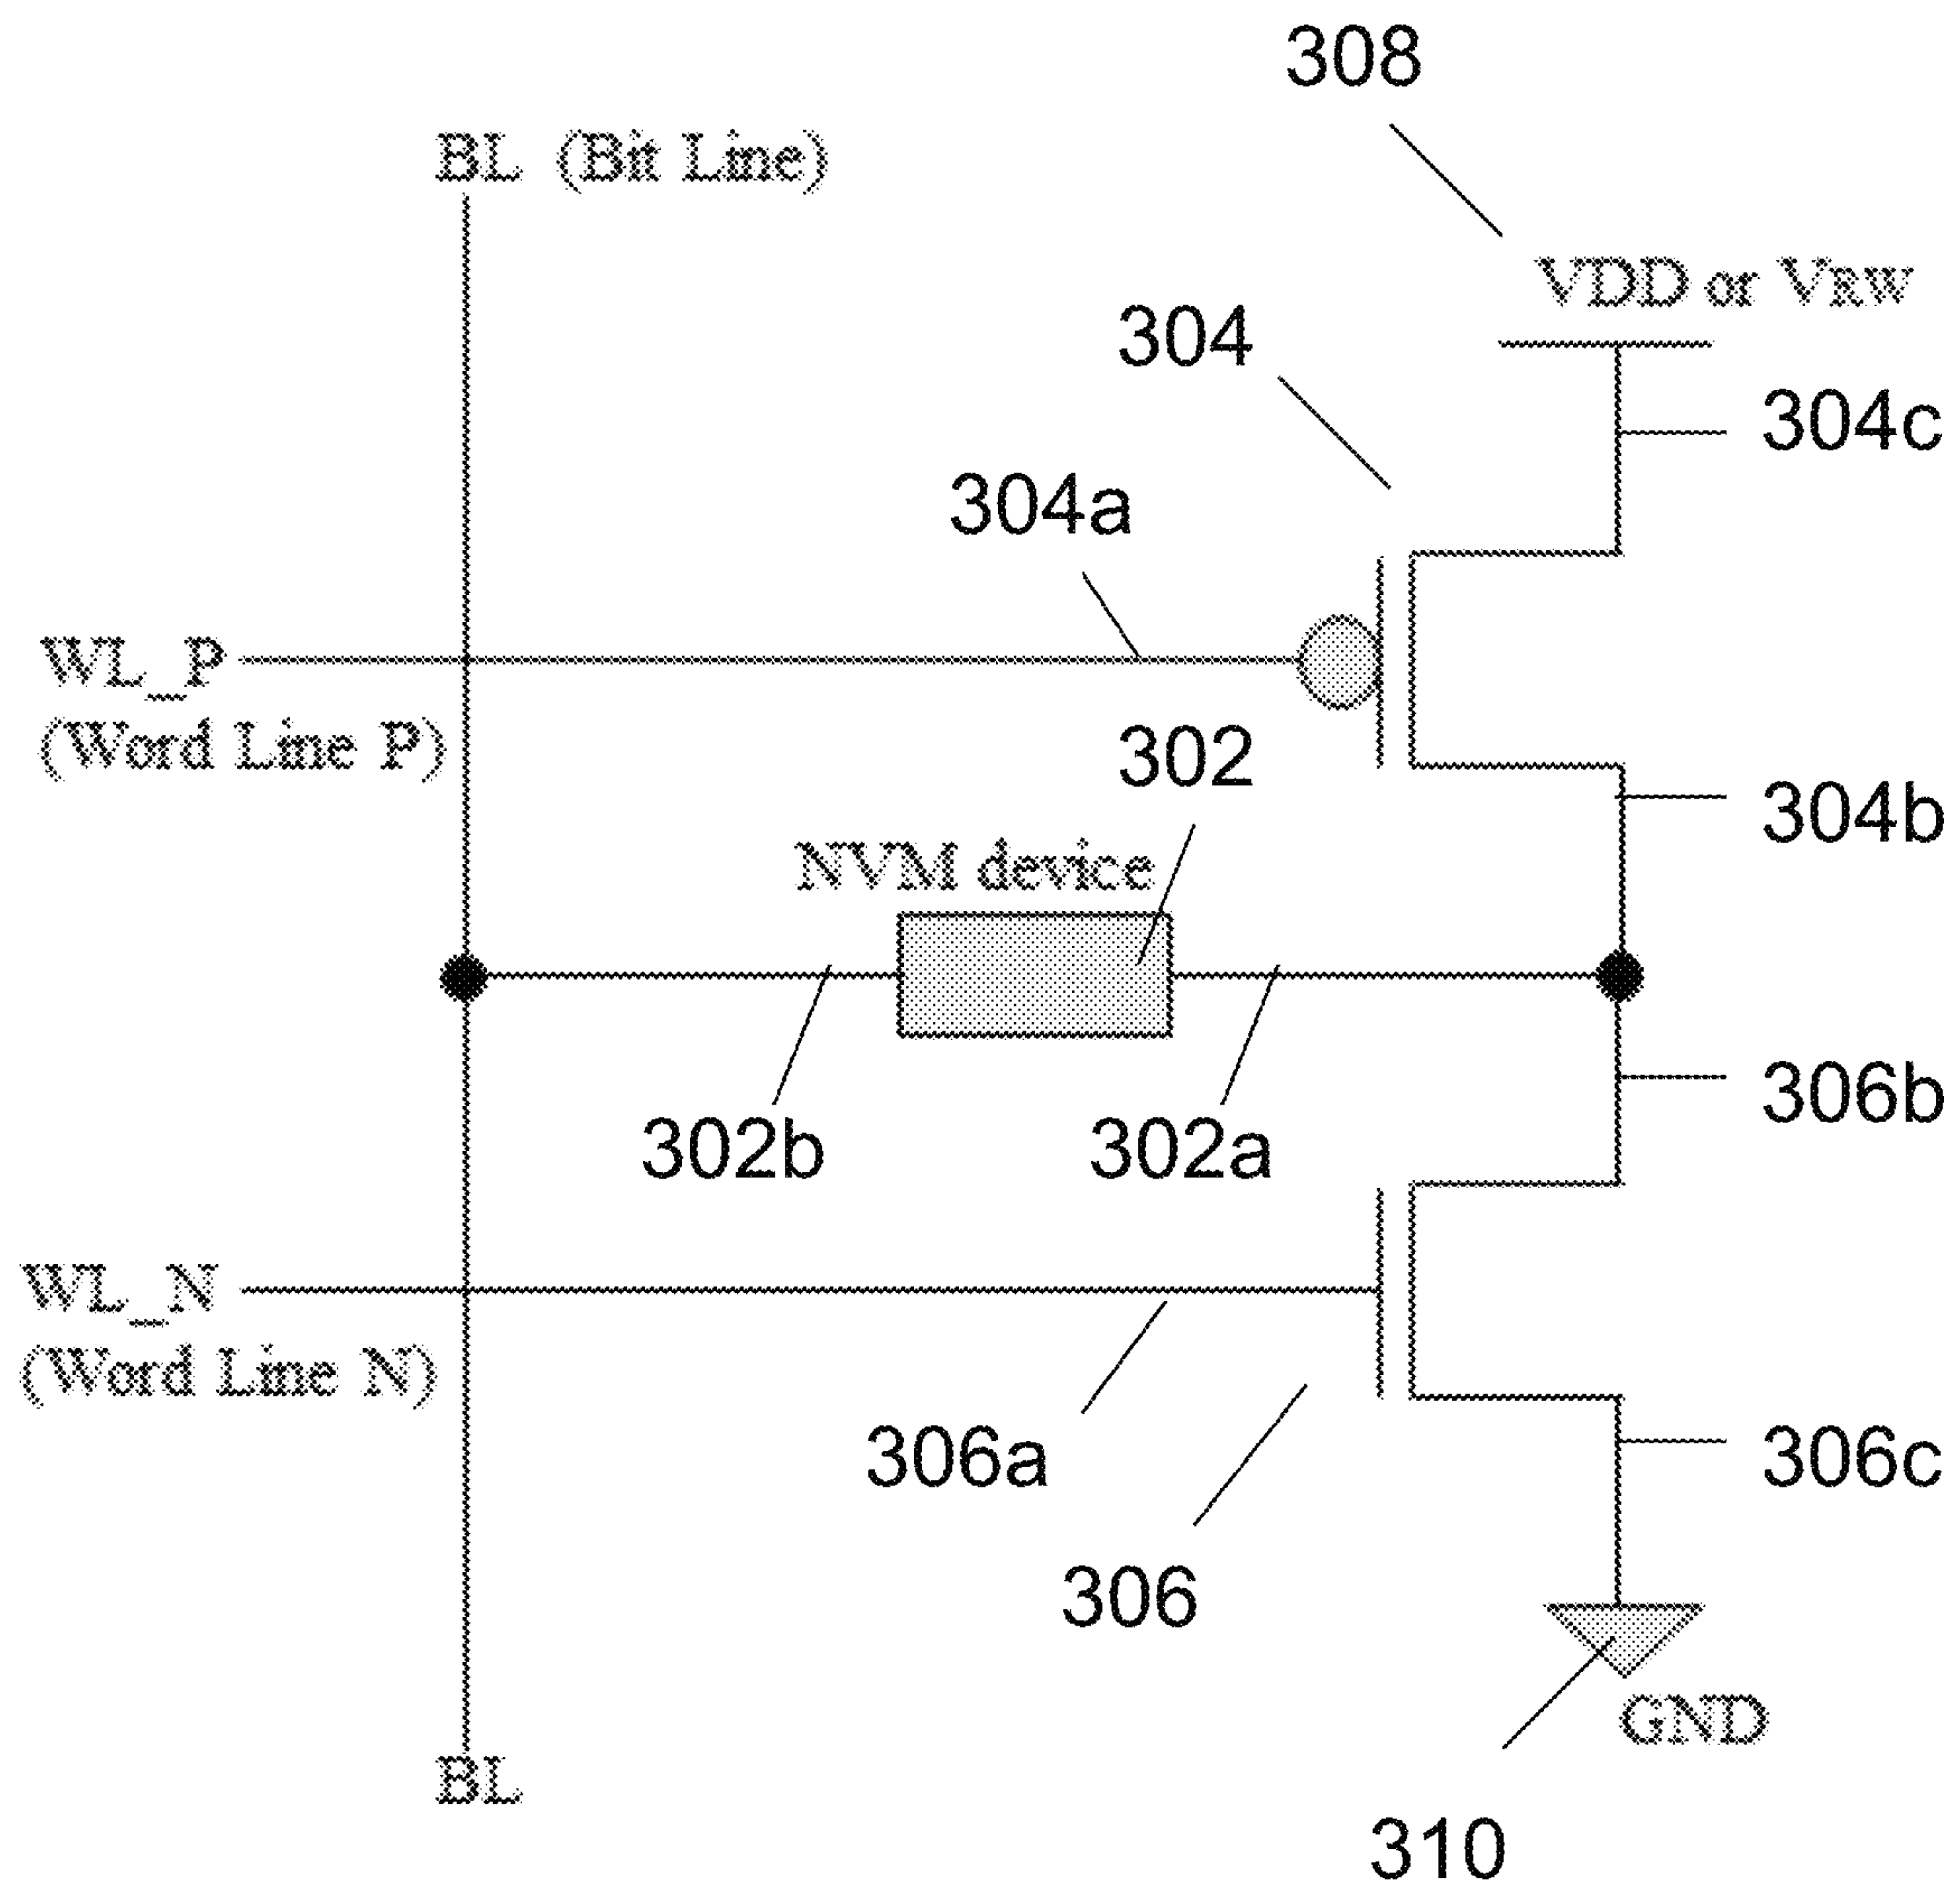 308
BL (Bit Line)
VDD or VRW
304
304c
304a
WL_P
(Word Line P)
302
304b
NVM device
306b
302b
302a
WL_N
(Word Line N)
306a
306c
306
GND
BL
310